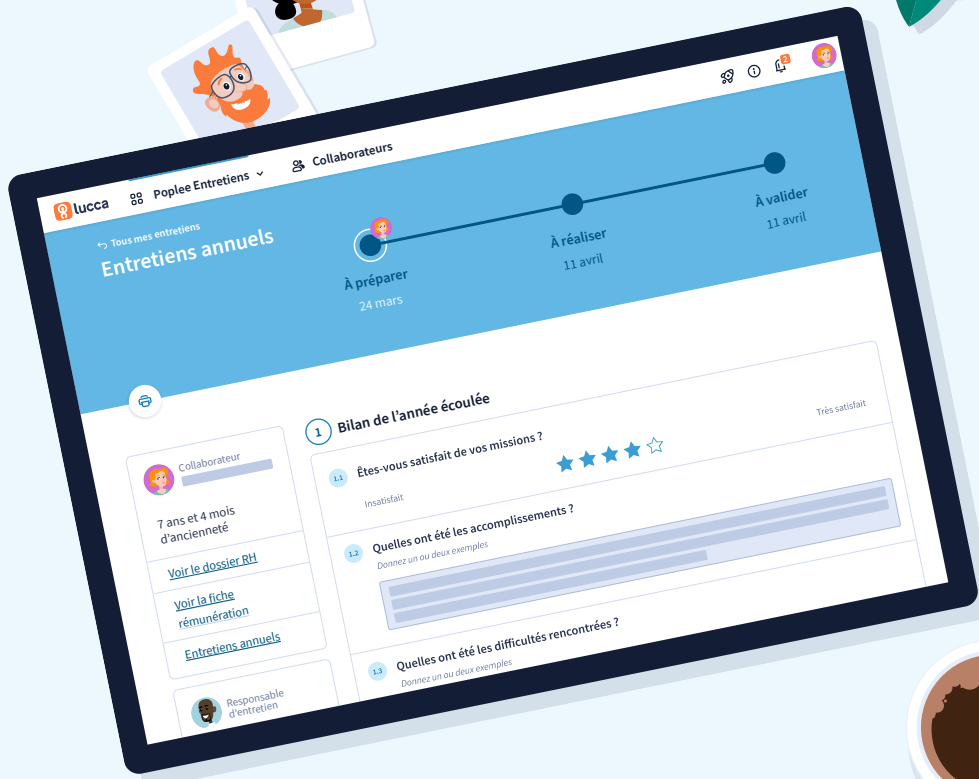 lucca
Poplee Entretiens
Collaborateurs
2
Tous mes entretiens
Entretiens annuels
À préparer
24 mars
À réaliser
11 avril
À valider
11 avril
1
Bilan de l’année écoulée
1.1
Êtes-vous satisfait de vos missions ?
Insatisfait
Très satisfait
1.2
Quelles ont été les accomplissements ?
Donnez un ou deux exemples
1.3
Quelles ont été les difficultés rencontrées ?
Donnez un ou deux exemples
Collaborateur
7 ans et 4 mois
d’ancienneté
Voir le dossier RH
Voir la fiche
rémunération
Entretiens annuels
Responsable
d’entretien